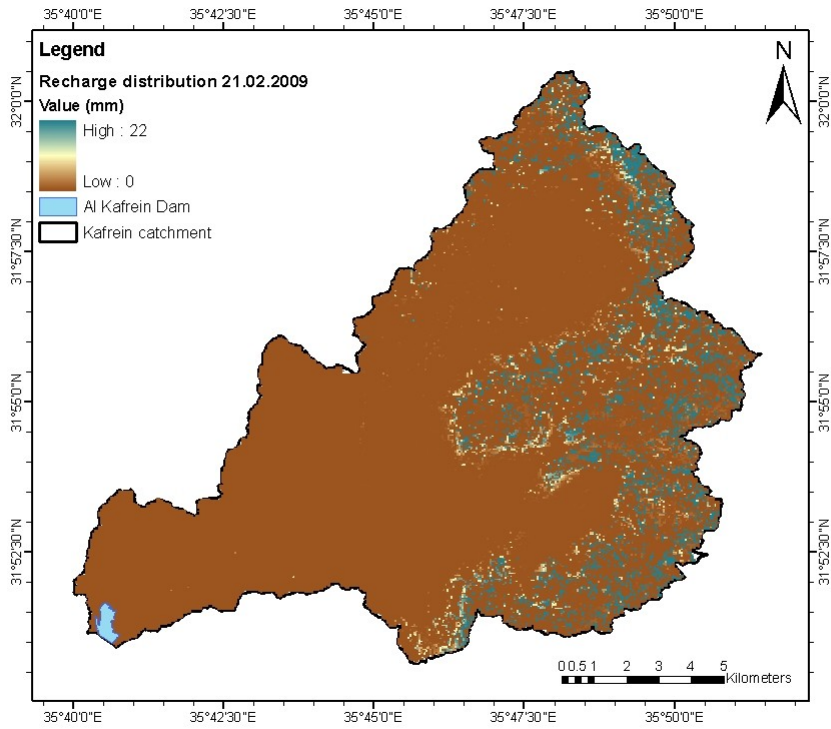 35°40'0"E 35°42'30"E 35°45'0"E 35°47'30"E 35°50'0"E
Legend
Recharge distribution 21.02.2009
Value (mm)
High : 22
Low : 0
Al Kafrein Dam
Kafrein catchment
N
32°0'0"N
32°0'0"N
31°57'30"N
31°57'30"N
31°55'0"N
31°55'0"N
31°52'30"N
31°52'30"N
0 0.5 1 2 3 4 5
Kilometers
35°40'0"E 35°42'30"E 35°45'0"E 35°47'30"E 35°50'0"E